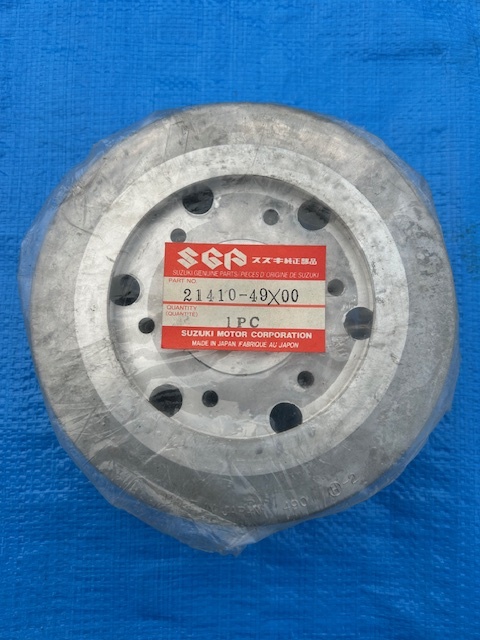 SGP スズキ純正部品
SUZUKI GENUINE PARTS/PIECES D'ORIGINE DE SUZUKI
PART NO.
21410-49X00
QUANTITY
(QUANTITE)
1PC
SUZUKI MOTOR CORPORATION
MADE IN JAPAN FABRIQUE AU JAPON